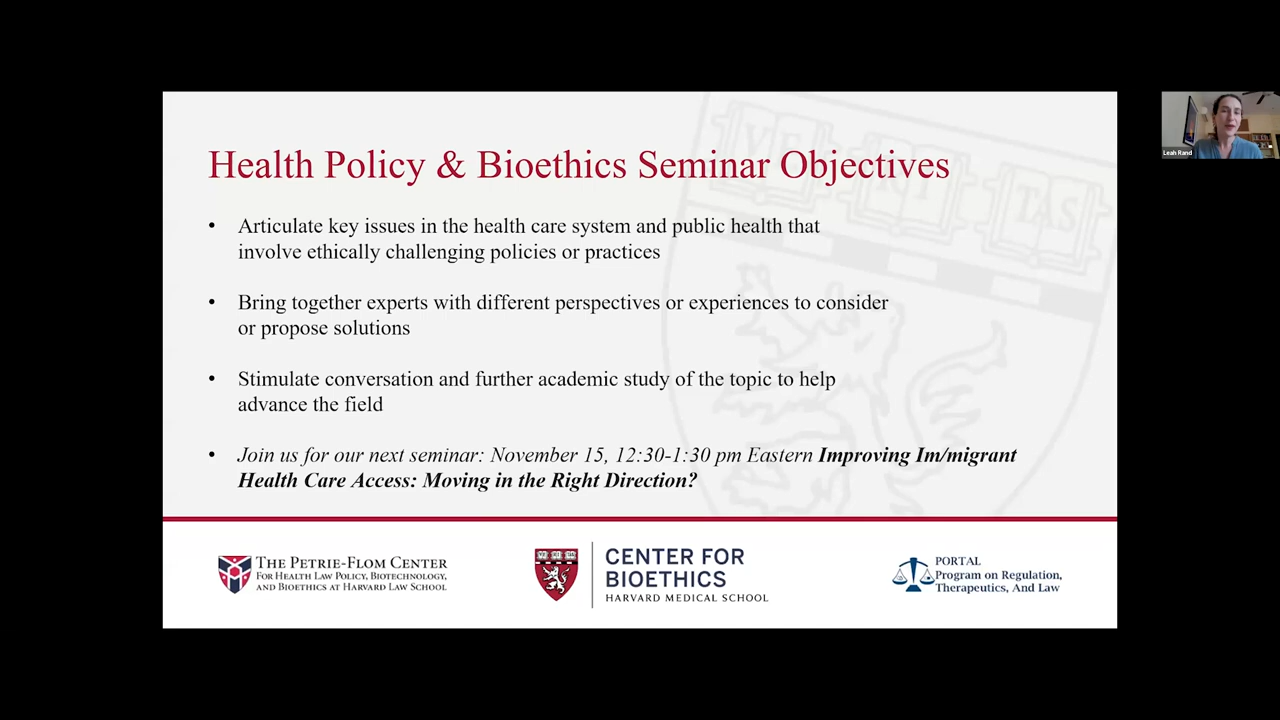 Health Policy & Bioethics Seminar Objectives
• Articulate key issues in the health care system and public health that
involve ethically challenging policies or practices
• Bring together experts with different perspectives or experiences to consider
or propose solutions
• Stimulate conversation and further academic study of the topic to help
advance the field
• Join us for our next seminar: November 15, 12:30-1:30 pm Eastern Improving Im/migrant
Health Care Access: Moving in the Right Direction?
THE PETRIE-FLOM CENTER
FOR HEALTH LAW POLICY, BIOTECHNOLOGY,
AND BIOETHICS AT HARVARD LAW SCHOOL
CENTER FOR
BIOETHICS
HARVARD MEDICAL SCHOOL
PORTAL
Program on Regulation,
Therapeutics, And Law
Leah Rand
VE RI TAS